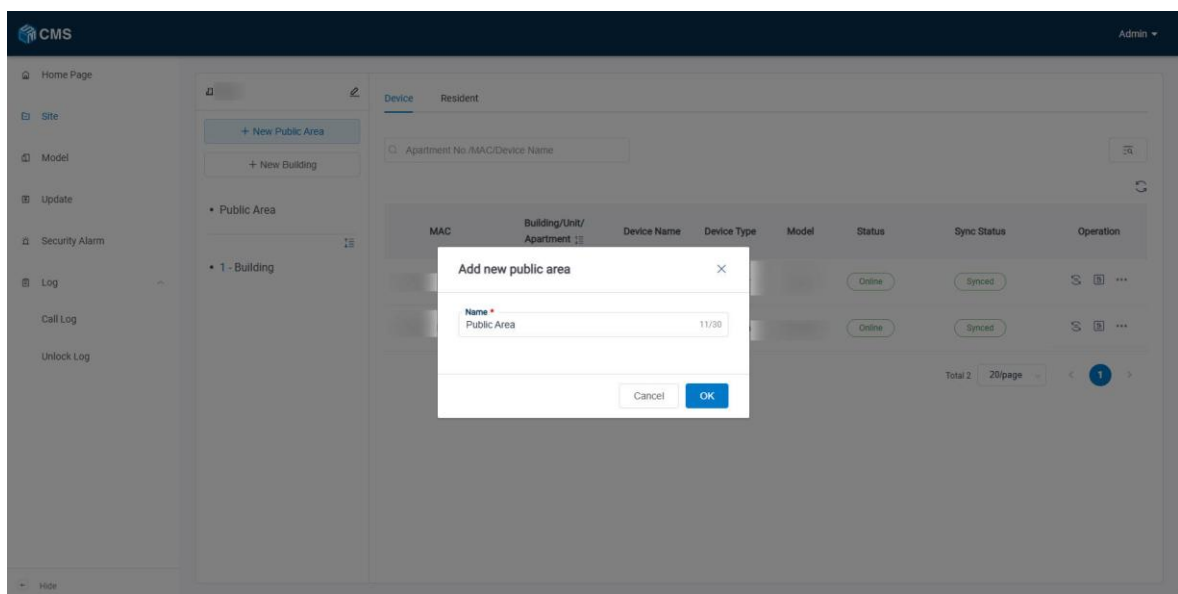 CMS
Admin
Home Page
Site
Model
Update
Security Alarm
Log
Call Log
Unlock Log
Hide
+ New Public Area
+ New Building
Public Area
1 - Building
Device Resident
Apartment No./MAC/Device Name
MAC Building/Unit/ Device Name Device Type Model Status Sync Status Operation
Apartment
Online Synced
Online Synced
Total 2 20/page 1
Add new public area
Name *
Public Area 11/30
Cancel OK